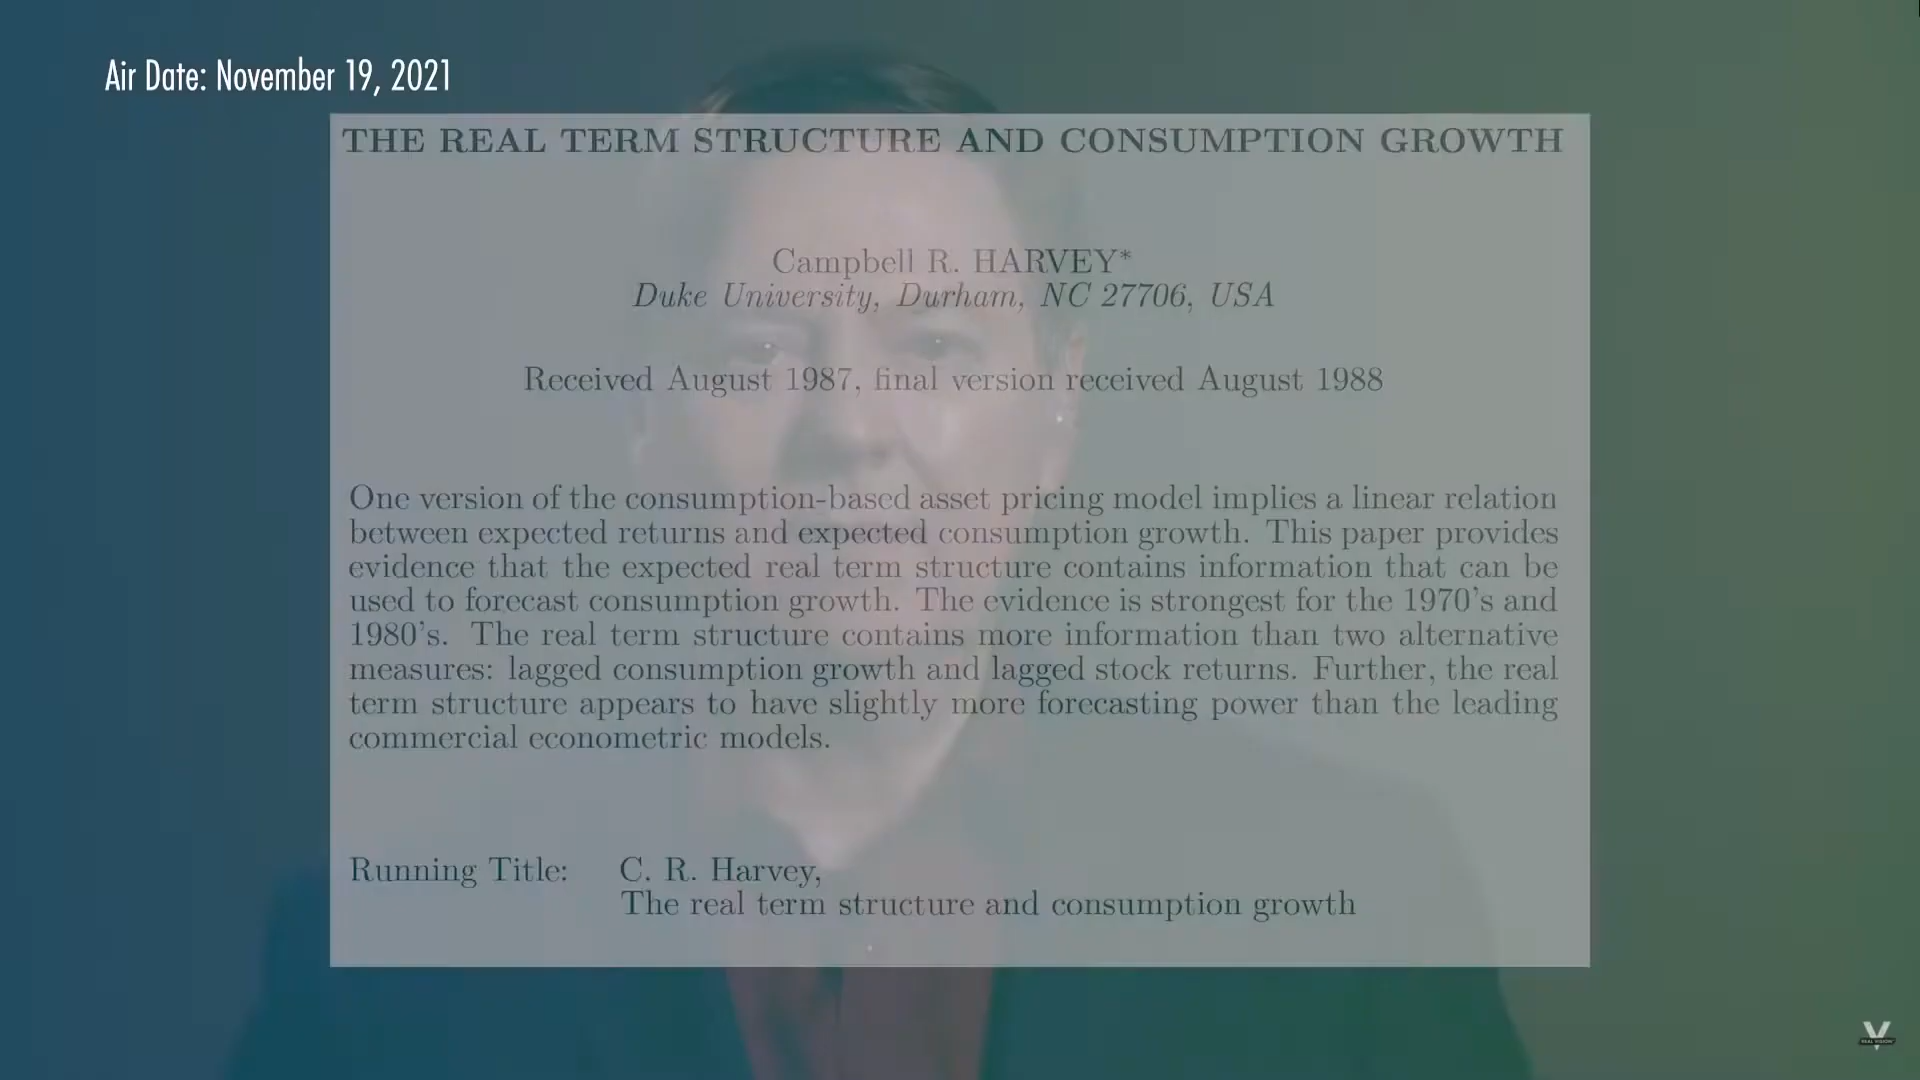 Air Date: November 19, 2021
THE REAL TERM STRUCTURE AND CONSUMPTION GROWTH
Campbell R. HARVEY*
Duke University, Durham, NC 27706, USA
Received August 1987, final version received August 1988
One version of the consumption-based asset pricing model implies a linear relation
between expected returns and expected consumption growth. This paper provides
evidence that the expected real term structure contains information that can be
used to forecast consumption growth. The evidence is strongest for the 1970's and
1980's. The real term structure contains more information than two alternative
measures: lagged consumption growth and lagged stock returns. Further, the real
term structure appears to have slightly more forecasting power than the leading
commercial econometric models.
Running Title: C. R. Harvey,
The real term structure and consumption growth
REAL VISION